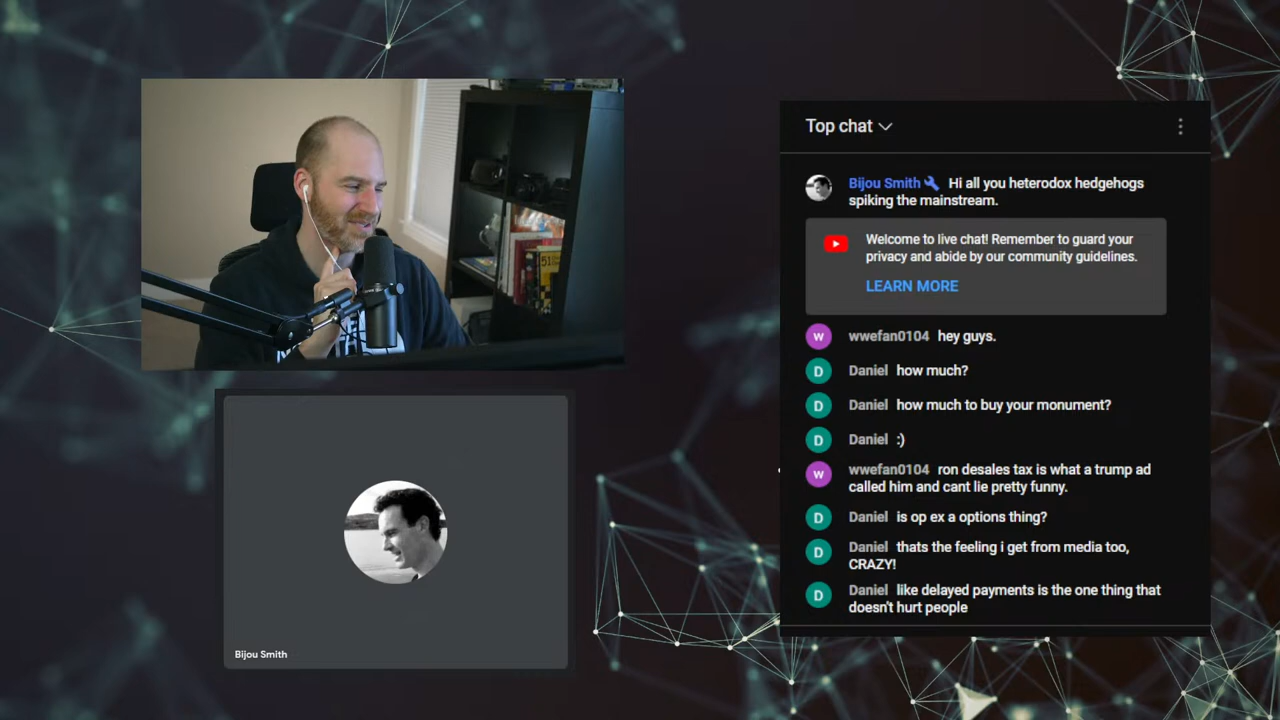 51
Bijou Smith
Top chat
Bijou Smith Hi all you heterodox hedgehogs
spiking the mainstream.
Welcome to live chat! Remember to guard your
privacy and abide by our community guidelines.
LEARN MORE
W wwefan0104 hey guys.
D Daniel how much?
D Daniel how much to buy your monument?
D Daniel :)
W wwefan0104 ron desales tax is what a trump ad
called him and cant lie pretty funny.
D Daniel is op ex a options thing?
D Daniel thats the feeling i get from media too,
CRAZY!
D Daniel like delayed payments is the one thing that
doesn't hurt people